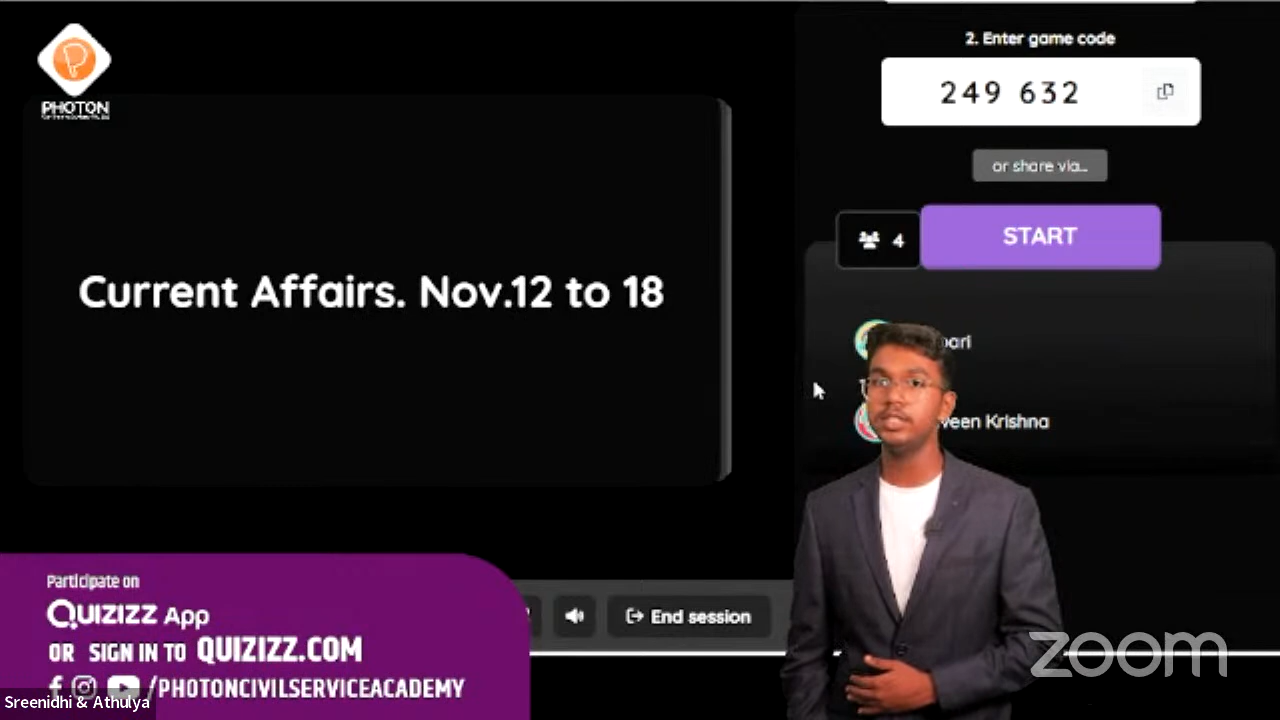 PHOTON
2. Enter game code
249 632
or share via...
4
START
Current Affairs. Nov.12 to 18
veen Krishna
End session
Participate on
QUIZIZZ App
OR SIGN IN TO QUIZIZZ.COM
/PHOTONCIVILSERVICEACADEMY
Sreenidhi & Athulya
zoom